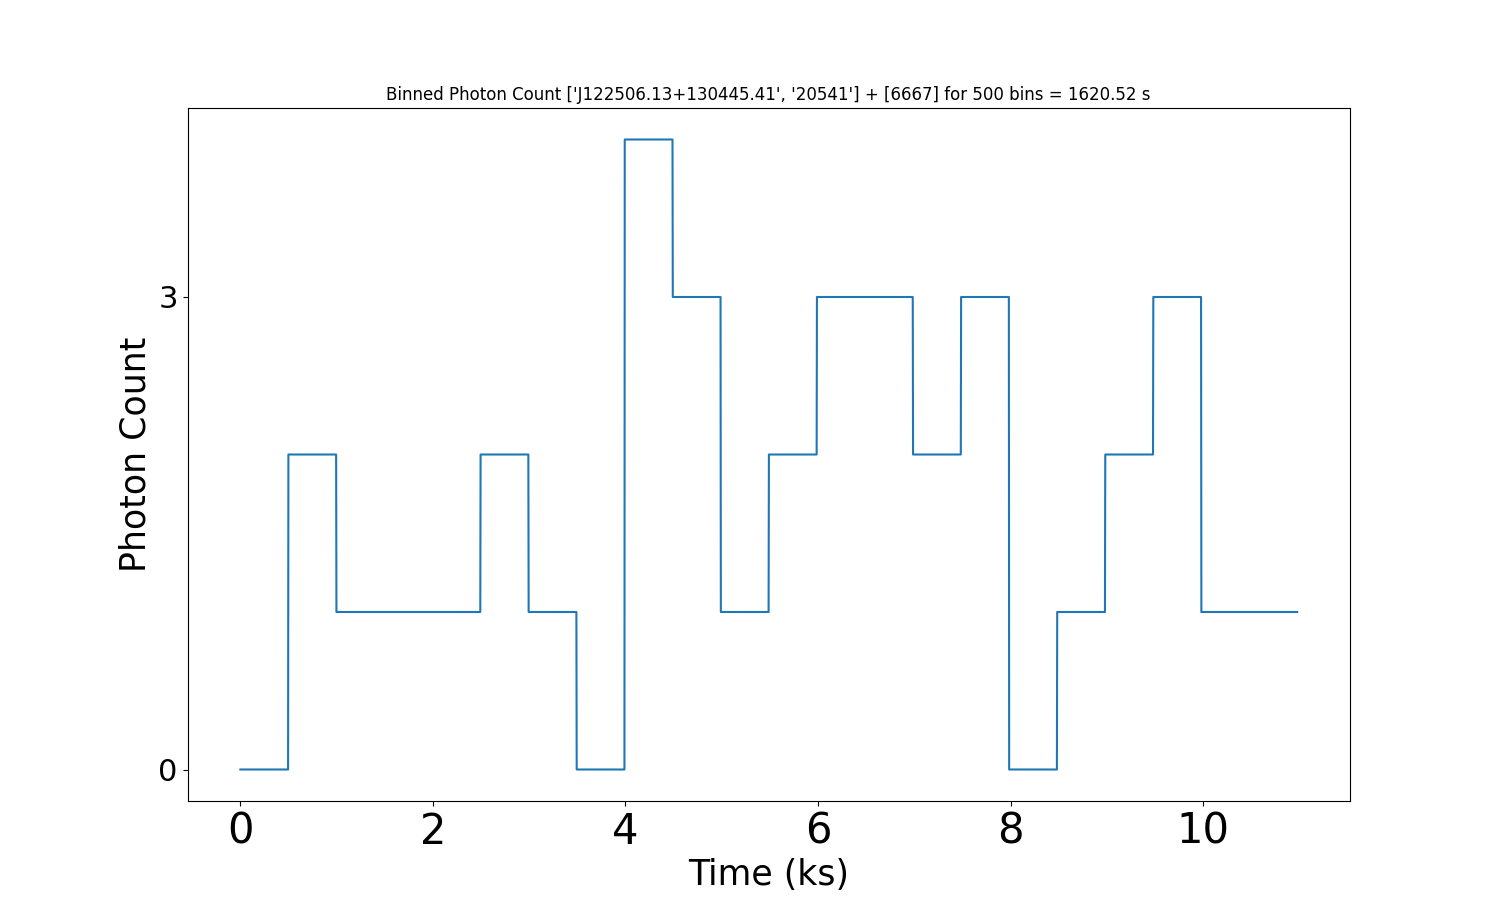 Binned Photon Count ['J122506.13+130445.41', '20541'] + [6667] for 500 bins = 1620.52 s
3
Photon Count
0
0 2 4 6 8 10
Time (ks)